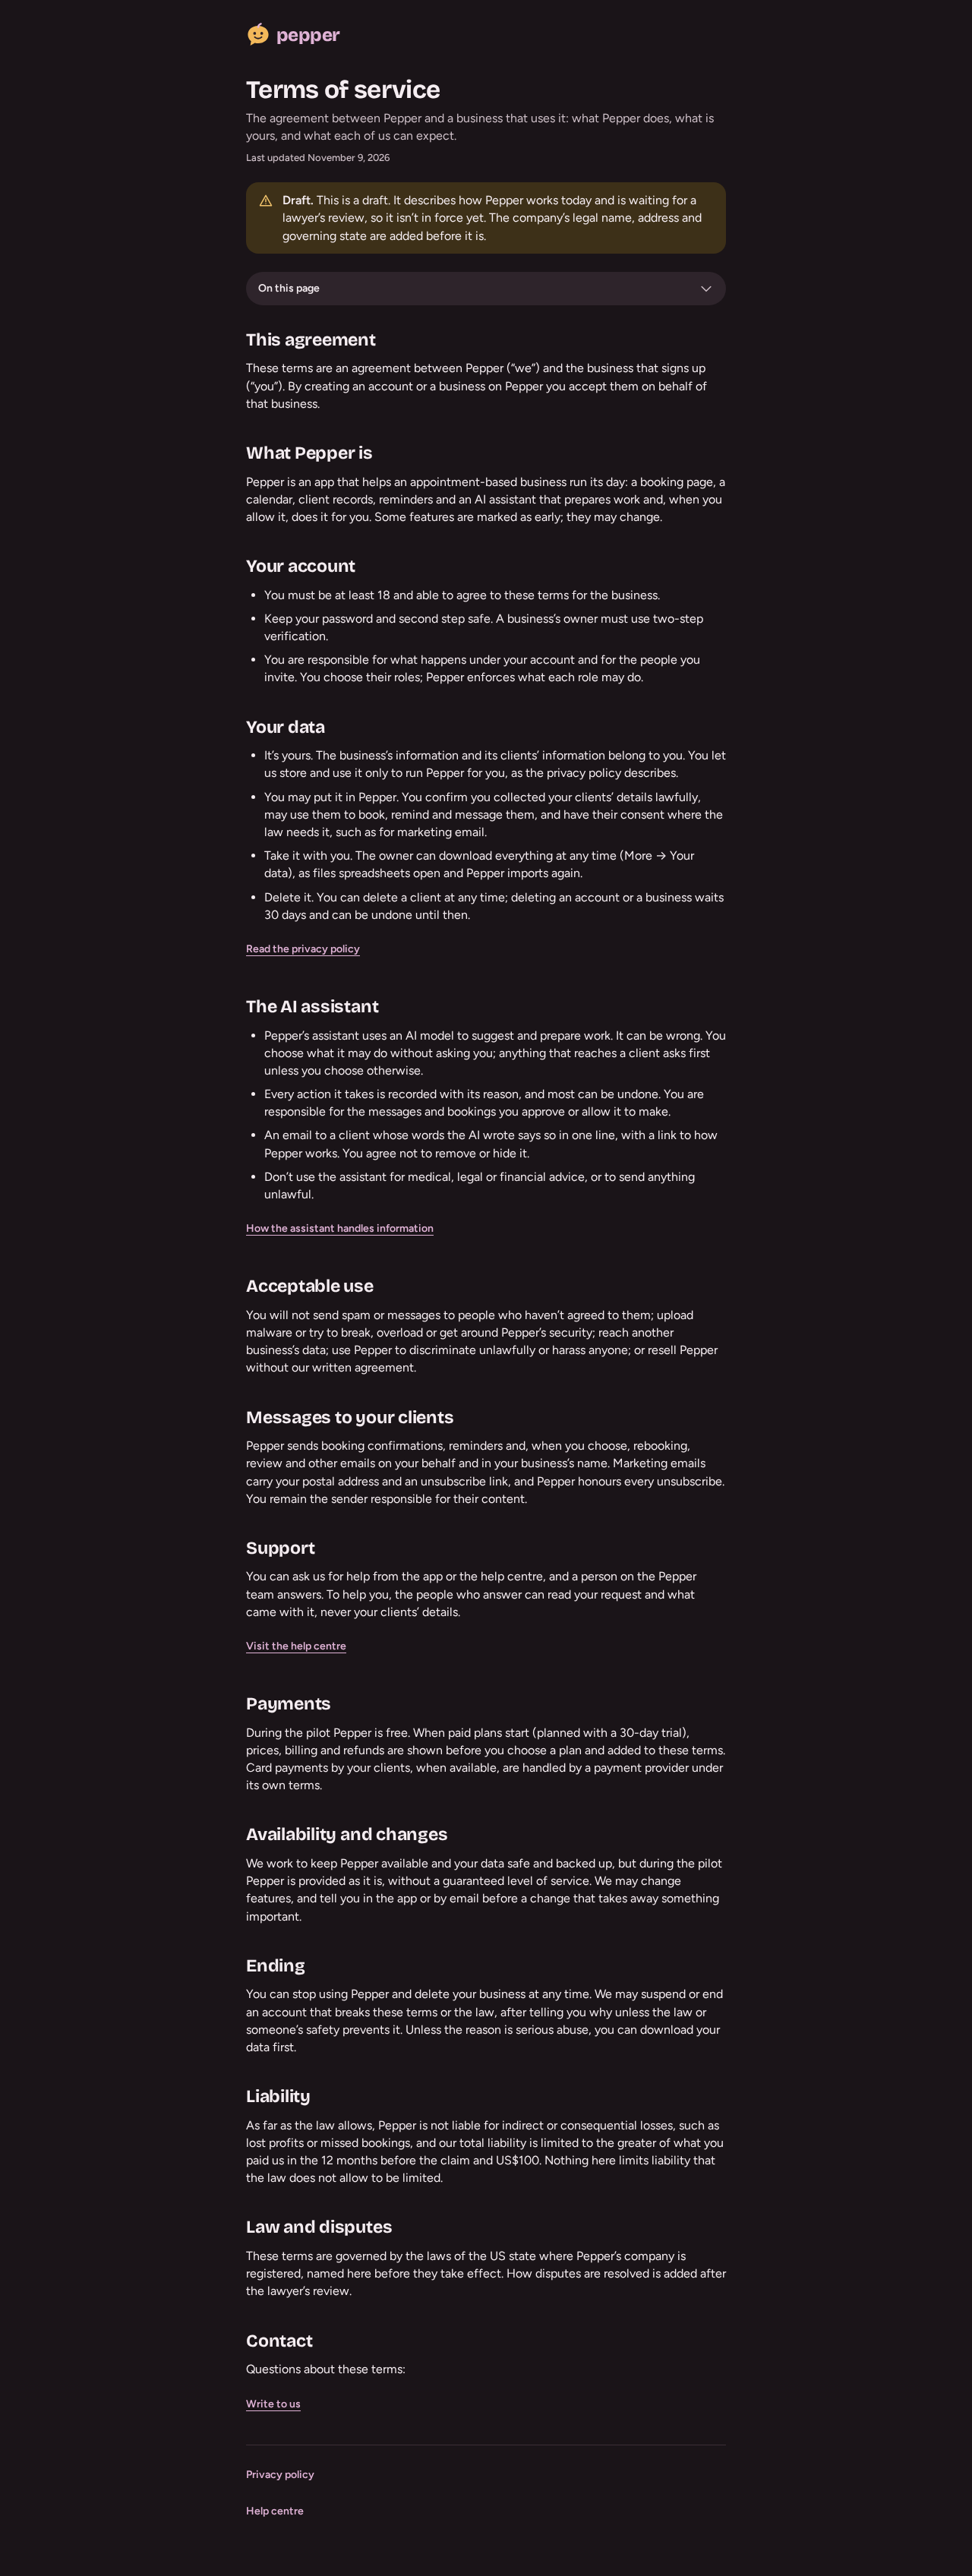 pepper
Terms of service
The agreement between Pepper and a business that uses it: what Pepper does, what is
yours, and what each of us can expect.
Last updated November 9, 2026
Draft. This is a draft. It describes how Pepper works today and is waiting for a
lawyer’s review, so it isn’t in force yet. The company’s legal name, address and
governing state are added before it is.
On this page
This agreement
These terms are an agreement between Pepper (“we”) and the business that signs up
(“you”). By creating an account or a business on Pepper you accept them on behalf of
that business.
What Pepper is
Pepper is an app that helps an appointment-based business run its day: a booking page, a
calendar, client records, reminders and an AI assistant that prepares work and, when you
allow it, does it for you. Some features are marked as early; they may change.
Your account
• You must be at least 18 and able to agree to these terms for the business.
• Keep your password and second step safe. A business’s owner must use two-step
verification.
• You are responsible for what happens under your account and for the people you
invite. You choose their roles; Pepper enforces what each role may do.
Your data
• It’s yours. The business’s information and its clients’ information belong to you. You let
us store and use it only to run Pepper for you, as the privacy policy describes.
• You may put it in Pepper. You confirm you collected your clients’ details lawfully,
may use them to book, remind and message them, and have their consent where the
law needs it, such as for marketing email.
• Take it with you. The owner can download everything at any time (More → Your
data), as files spreadsheets open and Pepper imports again.
• Delete it. You can delete a client at any time; deleting an account or a business waits
30 days and can be undone until then.
Read the privacy policy
The AI assistant
• Pepper’s assistant uses an AI model to suggest and prepare work. It can be wrong. You
choose what it may do without asking you; anything that reaches a client asks first
unless you choose otherwise.
• Every action it takes is recorded with its reason, and most can be undone. You are
responsible for the messages and bookings you approve or allow it to make.
• An email to a client whose words the AI wrote says so in one line, with a link to how
Pepper works. You agree not to remove or hide it.
• Don’t use the assistant for medical, legal or financial advice, or to send anything
unlawful.
How the assistant handles information
Acceptable use
You will not send spam or messages to people who haven’t agreed to them; upload
malware or try to break, overload or get around Pepper’s security; reach another
business’s data; use Pepper to discriminate unlawfully or harass anyone; or resell Pepper
without our written agreement.
Messages to your clients
Pepper sends booking confirmations, reminders and, when you choose, rebooking,
review and other emails on your behalf and in your business’s name. Marketing emails
carry your postal address and an unsubscribe link, and Pepper honours every unsubscribe.
You remain the sender responsible for their content.
Support
You can ask us for help from the app or the help centre, and a person on the Pepper
team answers. To help you, the people who answer can read your request and what
came with it, never your clients’ details.
Visit the help centre
Payments
During the pilot Pepper is free. When paid plans start (planned with a 30-day trial),
prices, billing and refunds are shown before you choose a plan and added to these terms.
Card payments by your clients, when available, are handled by a payment provider under
its own terms.
Availability and changes
We work to keep Pepper available and your data safe and backed up, but during the pilot
Pepper is provided as it is, without a guaranteed level of service. We may change
features, and tell you in the app or by email before a change that takes away something
important.
Ending
You can stop using Pepper and delete your business at any time. We may suspend or end
an account that breaks these terms or the law, after telling you why unless the law or
someone’s safety prevents it. Unless the reason is serious abuse, you can download your
data first.
Liability
As far as the law allows, Pepper is not liable for indirect or consequential losses, such as
lost profits or missed bookings, and our total liability is limited to the greater of what you
paid us in the 12 months before the claim and US$100. Nothing here limits liability that
the law does not allow to be limited.
Law and disputes
These terms are governed by the laws of the US state where Pepper’s company is
registered, named here before they take effect. How disputes are resolved is added after
the lawyer’s review.
Contact
Questions about these terms:
Write to us
Privacy policy
Help centre